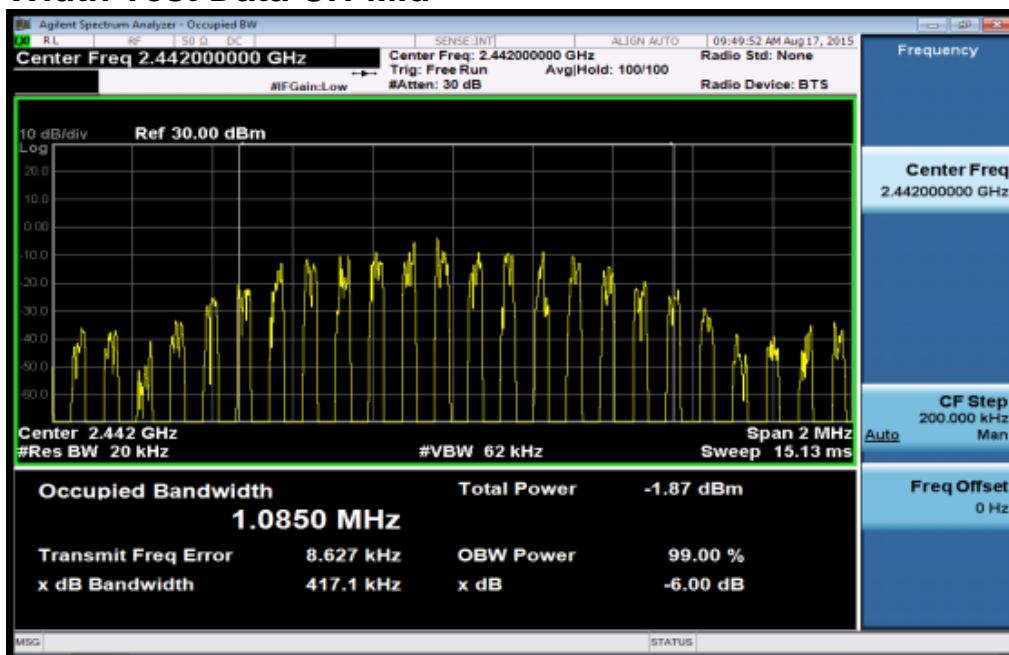 Agilent Spectrum Analyzer - Occupied BW
RL RF 50 Ω DC SENSE:INT ALIGN AUTO 09:49:52 AM Aug 17, 2015
Center Freq 2.442000000 GHz
Center Freq: 2.442000000 GHz Radio Std: None
Trig: Free Run Avg|Hold: 100/100
#IFGain:Low #Atten: 30 dB Radio Device: BTS
Frequency
10 dB/div Ref 30.00 dBm
Log
20.0
10.0
0.00
-10.0
-20.0
-30.0
-40.0
-50.0
-60.0
Center 2.442 GHz Span 2 MHz
#Res BW 20 kHz #VBW 62 kHz Sweep 15.13 ms
Center Freq
2.442000000 GHz
CF Step
200.000 kHz
Auto Man
Freq Offset
0 Hz
Occupied Bandwidth Total Power -1.87 dBm
1.0850 MHz
Transmit Freq Error 8.627 kHz OBW Power 99.00 %
x dB Bandwidth 417.1 kHz x dB -6.00 dB
MSG STATUS